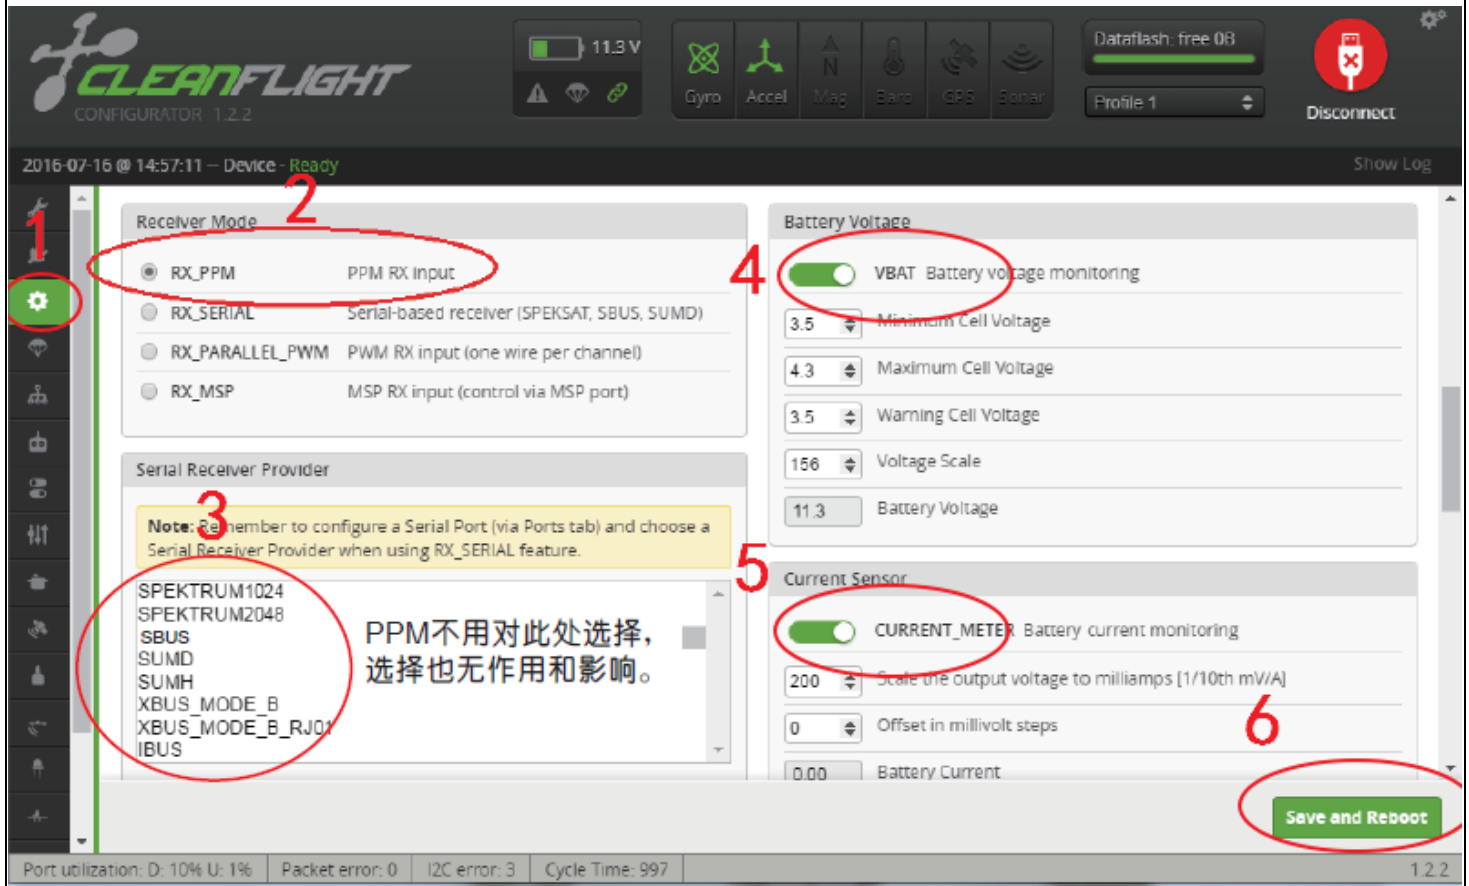 CLEANFLIGHT
CONFIGURATOR 1.2.2
11.3 V
Gyro
Accel
Mag
Baro
GPS
Sonar
Dataflash: free 0B
Profile 1
Disconnect
2016-07-16 @ 14:57:11 -- Device - Ready
Show Log
1
2
Receiver Mode
RX_PPM PPM RX input
RX_SERIAL Serial-based receiver (SPEKSAT, SBUS, SUMD)
RX_PARALLEL_PWM PWM RX input (one wire per channel)
RX_MSP MSP RX input (control via MSP port)
Serial Receiver Provider
3
Note: Remember to configure a Serial Port (via Ports tab) and choose a
Serial Receiver Provider when using RX_SERIAL feature.
SPEKTRUM1024
SPEKTRUM2048
SBUS
SUMD
SUMH
XBUS_MODE_B
XBUS_MODE_B_RJ01
IBUS
PPM不用对此处选择，
选择也无作用和影响。
Battery Voltage
4
VBAT Battery voltage monitoring
3.5 Minimum Cell Voltage
4.3 Maximum Cell Voltage
3.5 Warning Cell Voltage
156 Voltage Scale
11.3 Battery Voltage
5
Current Sensor
CURRENT_METER Battery current monitoring
200 Scale the output voltage to milliamps [1/10th mV/A]
0 Offset in millivolt steps
0.00 Battery Current
6
Save and Reboot
Port utilization: D: 10% U: 1%
Packet error: 0
I2C error: 3
Cycle Time: 997
1.2.2